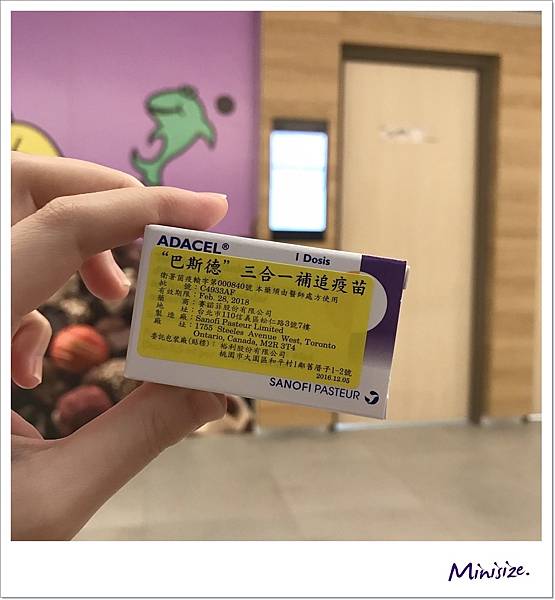 ADACEL®
1 Dosis
“巴斯德” 三合一補追疫苗
衛署菌疫輸字第000840號 本藥須由醫師處方使用
批 號：C4933AF
有效期限：Feb. 28, 2018
藥 商：賽諾菲股份有限公司
地 址：台北市110信義區松仁路3號7樓
製 造 廠：Sanofi Pasteur Limited
廠 址：1755 Steeles Avenue West, Toronto
Ontario, Canada, M2R 3T4
委託包裝廠(貼標)：裕利股份有限公司
桃園市大園區和平村1鄰舊厝子1-2號
2016.12.05
SANOFI PASTEUR
Minisize.